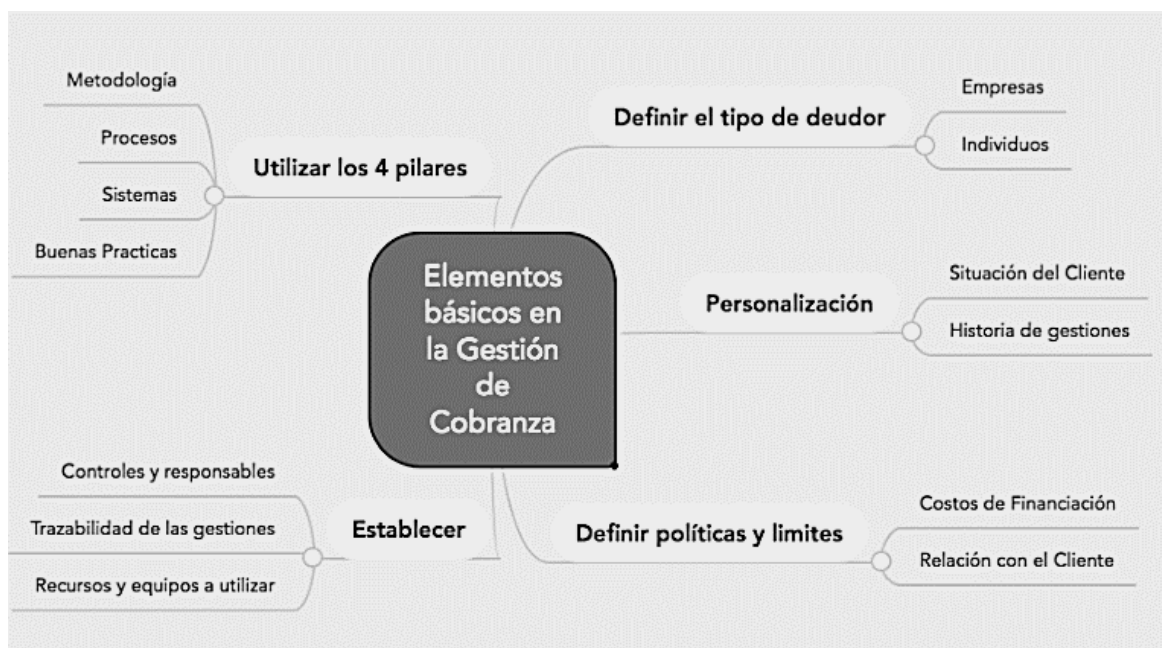 Elementos
básicos en
la Gestión
de
Cobranza
Utilizar los 4 pilares
Metodología
Procesos
Sistemas
Buenas Practicas
Definir el tipo de deudor
Empresas
Individuos
Personalización
Situación del Cliente
Historia de gestiones
Definir políticas y limites
Costos de Financiación
Relación con el Cliente
Establecer
Controles y responsables
Trazabilidad de las gestiones
Recursos y equipos a utilizar